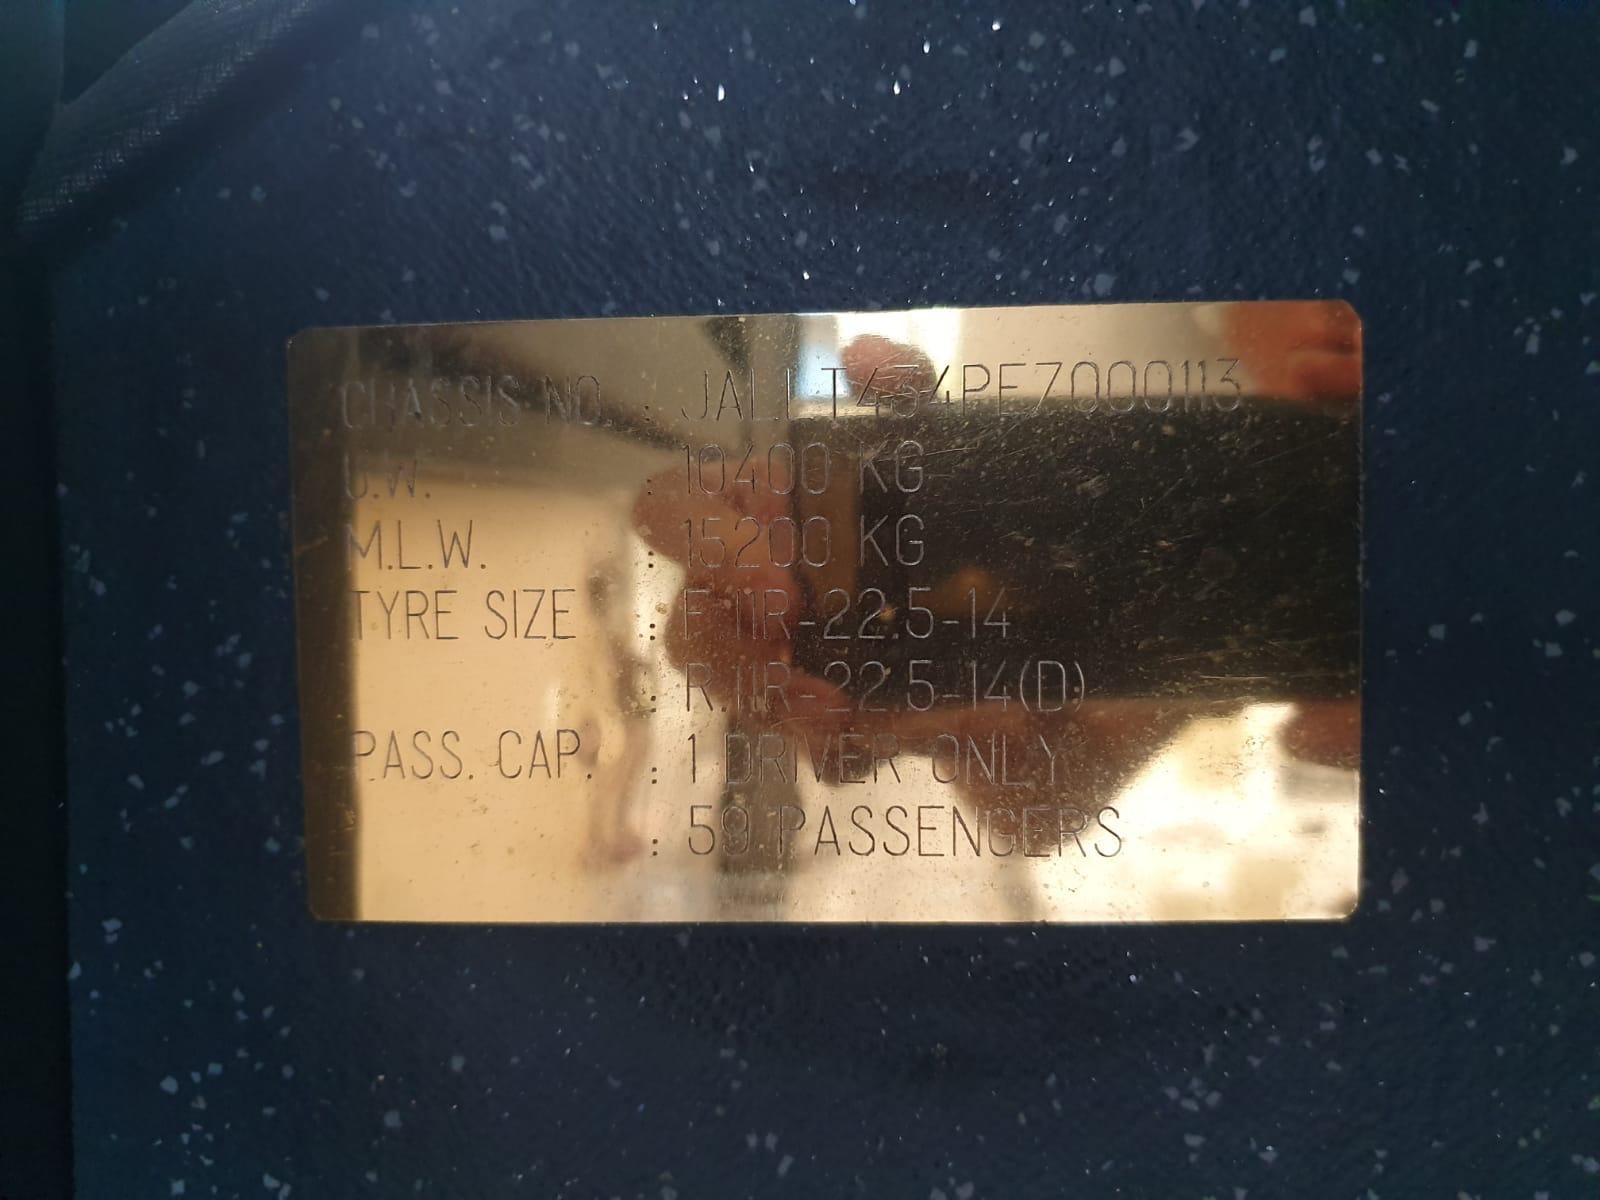 CHASSIS NO. : JALLT434PE7000113
U.W. : 10400 KG
M.L.W. : 15200 KG
TYRE SIZE : F.11R-22.5-14
: R.11R-22.5-14(D)
PASS. CAP. : 1 DRIVER ONLY
: 59 PASSENGERS